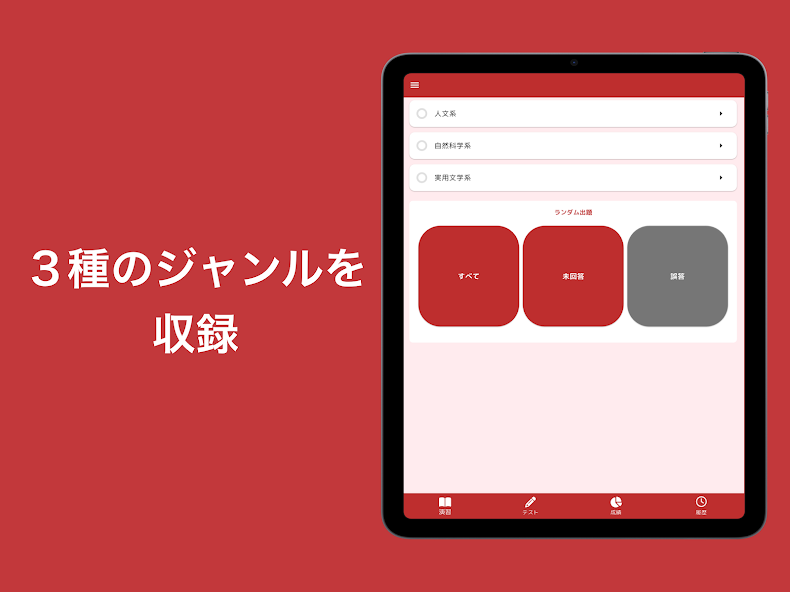 ３種のジャンルを
収録
人文系
自然科学系
実用文学系
ランダム出題
すべて
未回答
誤答
演習
テスト
成績
履歴